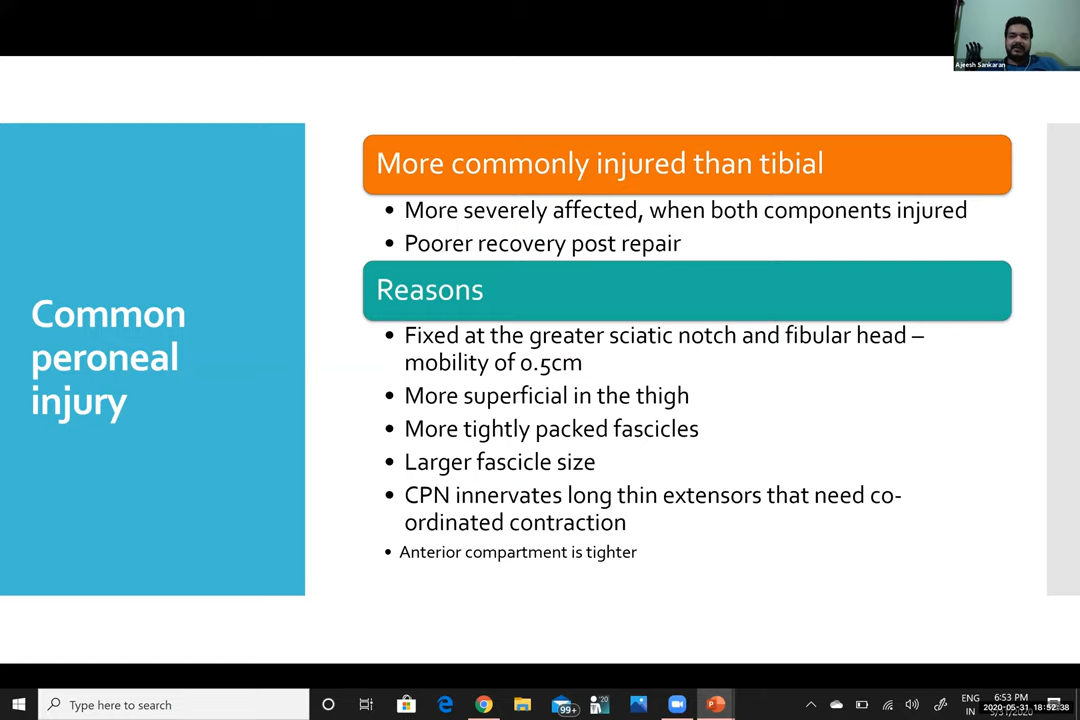 Ajeesh Sankaran
More commonly injured than tibial
• More severely affected, when both components injured
• Poorer recovery post repair
Reasons
• Fixed at the greater sciatic notch and fibular head –
mobility of 0.5cm
• More superficial in the thigh
• More tightly packed fascicles
• Larger fascicle size
• CPN innervates long thin extensors that need co-
ordinated contraction
• Anterior compartment is tighter
Common
peroneal
injury
Type here to search
99+
'20
ENG
IN
6:53 PM
2020-05-31 18:52:38